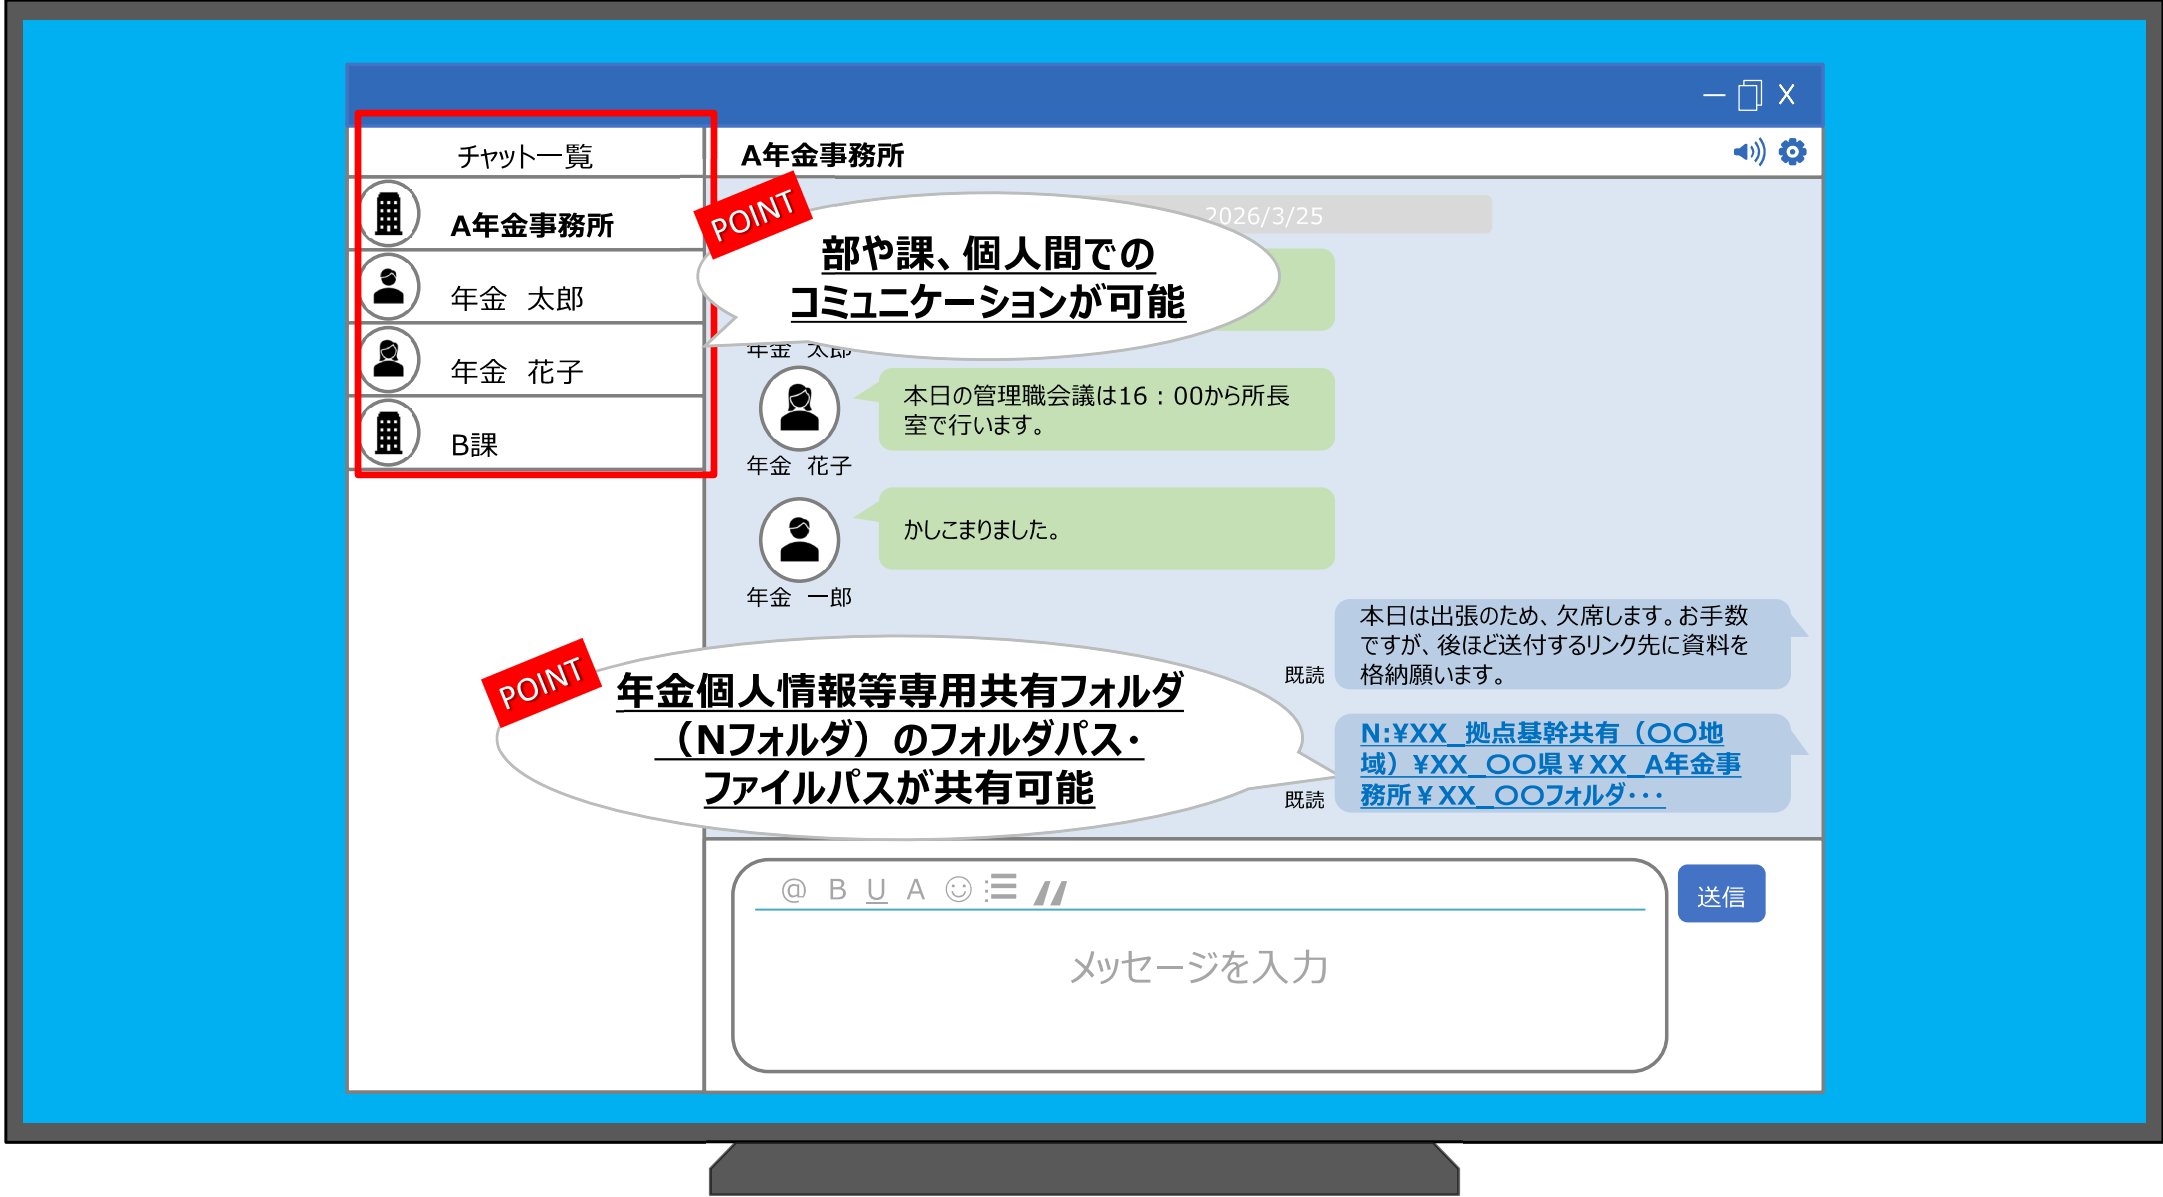 チャット一覧
A年金事務所
年金　太郎
年金　花子
B課
A年金事務所
2026/3/25
POINT
部や課、個人間での
コミュニケーションが可能
年金　太郎
本日の管理職会議は16：00から所長
室で行います。
年金　花子
かしこまりました。
年金　一郎
本日は出張のため、欠席します。お手数
ですが、後ほど送付するリンク先に資料を
格納願います。
既読
POINT
年金個人情報等専用共有フォルダ
（Nフォルダ）のフォルダパス・
ファイルパスが共有可能
N:¥XX_拠点基幹共有（〇〇地
域）¥XX_〇〇県￥XX_A年金事
務所￥XX_〇〇フォルダ・・・
既読
@ B U A
送信
メッセージを入力